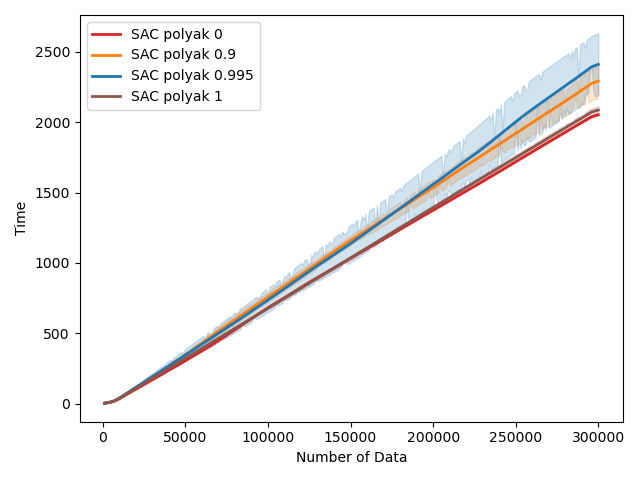 SAC polyak 0
SAC polyak 0.9
SAC polyak 0.995
SAC polyak 1
2500
2000
1500
1000
500
0
Time
0
50000
100000
150000
200000
250000
300000
Number of Data